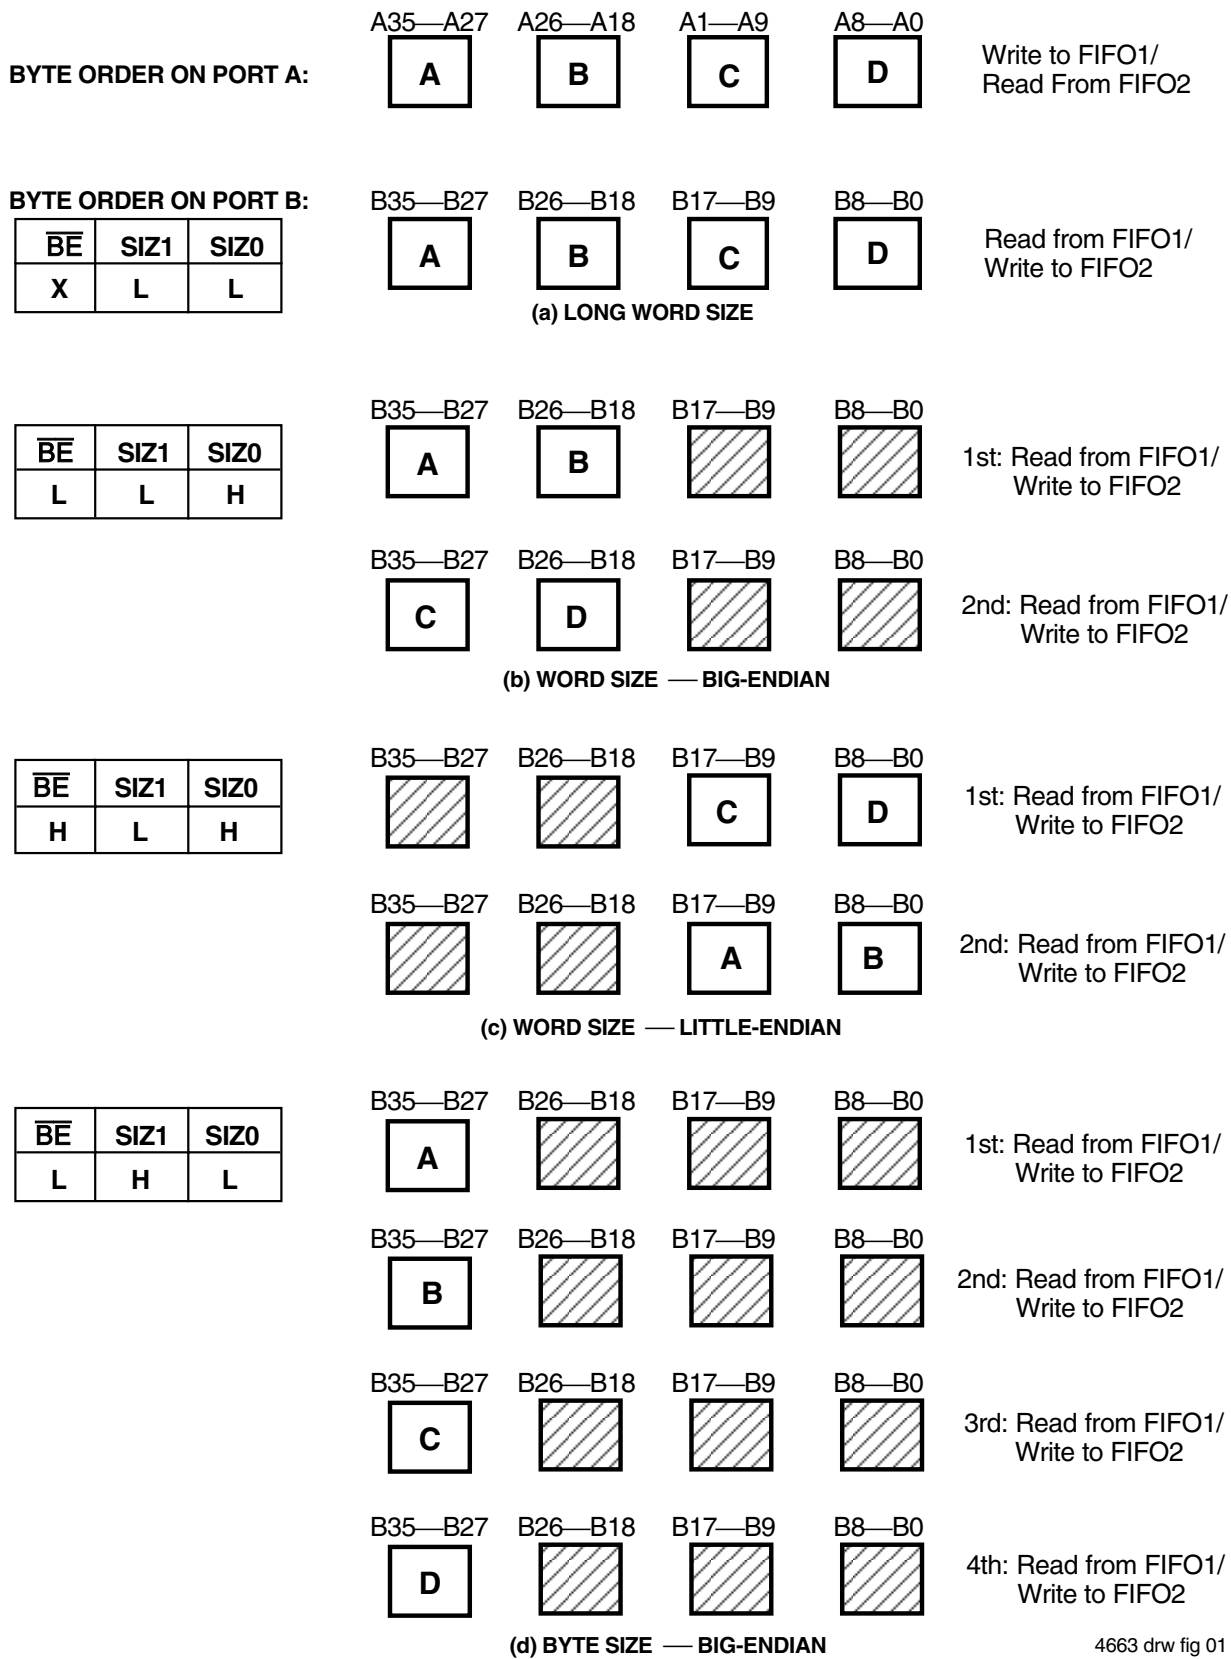 A35—A27 A26—A18 A1—A9 A8—A0
BYTE ORDER ON PORT A: A B C D Write to FIFO1/
Read From FIFO2
BYTE ORDER ON PORT B: B35—B27 B26—B18 B17—B9 B8—B0
B̅E̅ SIZ1 SIZ0 A B C D Read from FIFO1/
X L L Write to FIFO2
(a) LONG WORD SIZE
B35—B27 B26—B18 B17—B9 B8—B0
B̅E̅ SIZ1 SIZ0 A B 1st: Read from FIFO1/
L L H Write to FIFO2
B35—B27 B26—B18 B17—B9 B8—B0
C D 2nd: Read from FIFO1/
Write to FIFO2
(b) WORD SIZE — BIG-ENDIAN
B35—B27 B26—B18 B17—B9 B8—B0
B̅E̅ SIZ1 SIZ0 C D 1st: Read from FIFO1/
H L H Write to FIFO2
B35—B27 B26—B18 B17—B9 B8—B0
A B 2nd: Read from FIFO1/
Write to FIFO2
(c) WORD SIZE — LITTLE-ENDIAN
B35—B27 B26—B18 B17—B9 B8—B0
B̅E̅ SIZ1 SIZ0 A 1st: Read from FIFO1/
L H L Write to FIFO2
B35—B27 B26—B18 B17—B9 B8—B0
B 2nd: Read from FIFO1/
Write to FIFO2
B35—B27 B26—B18 B17—B9 B8—B0
C 3rd: Read from FIFO1/
Write to FIFO2
B35—B27 B26—B18 B17—B9 B8—B0
D 4th: Read from FIFO1/
Write to FIFO2
(d) BYTE SIZE — BIG-ENDIAN
4663 drw fig 01